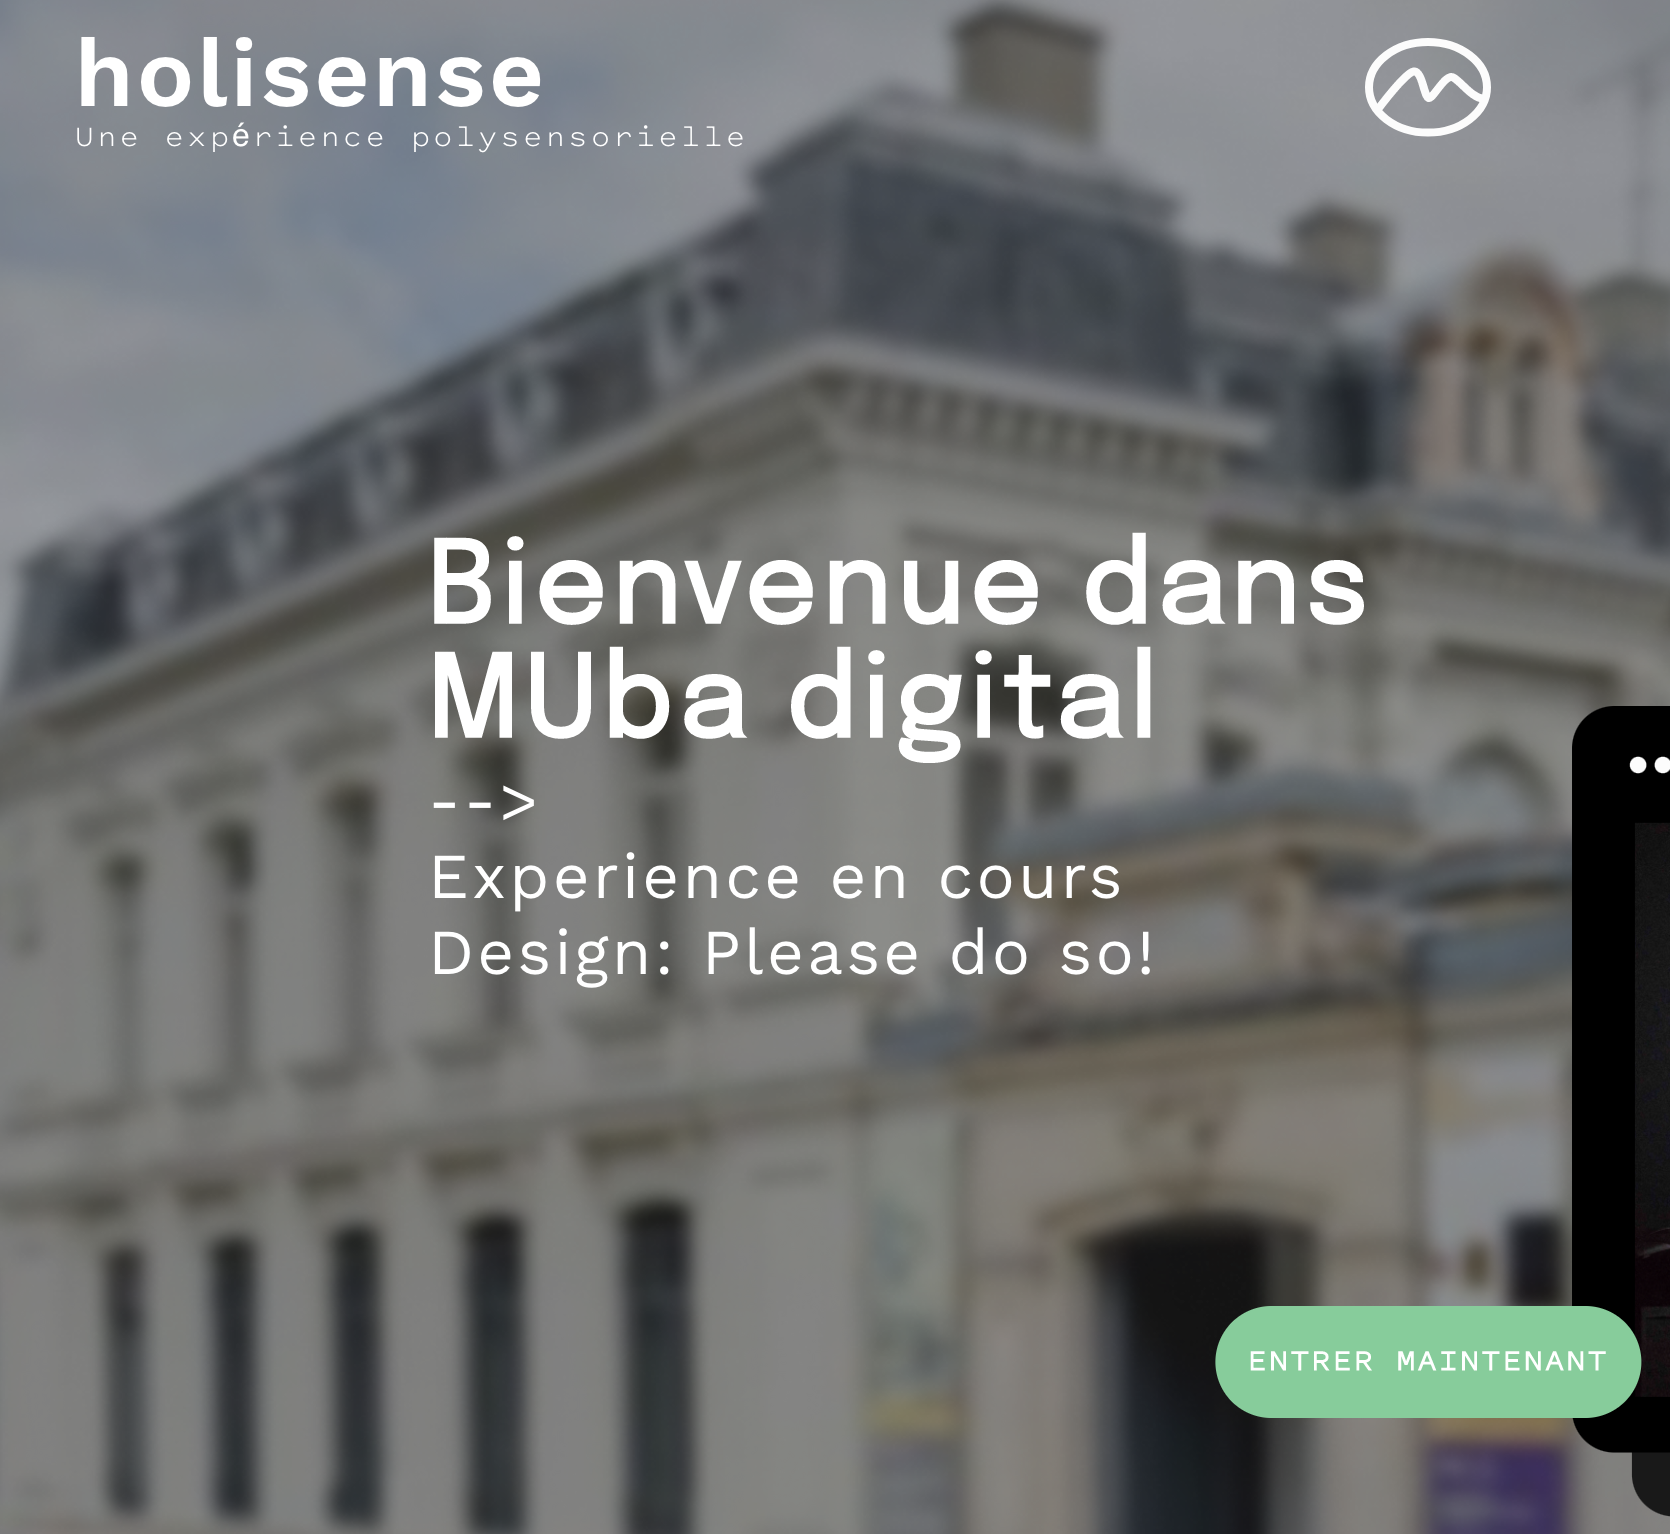 holisense
Une expérience polysensorielle
Bienvenue dans
MUba digital
-->
Experience en cours
Design: Please do so!
ENTRER MAINTENANT